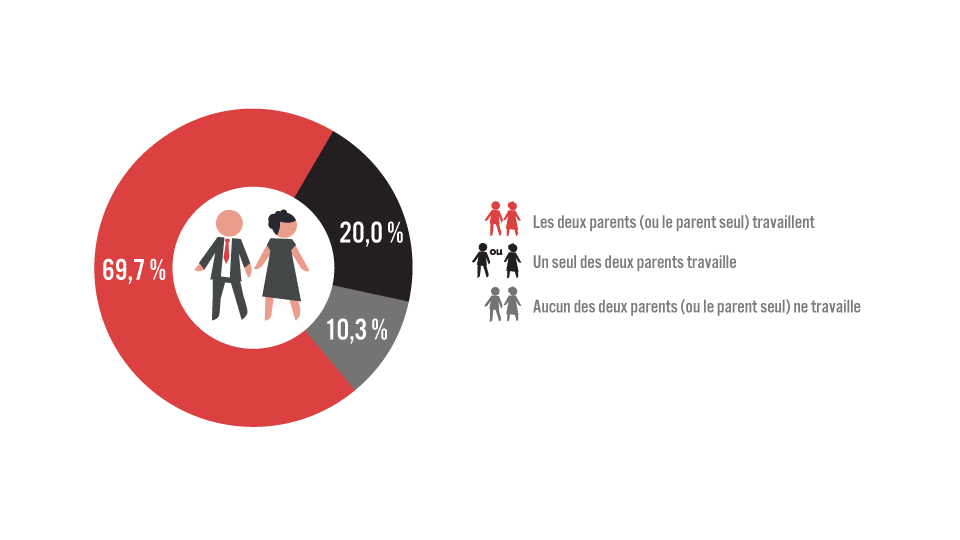 69,7 %
20,0 %
10,3 %
Les deux parents (ou le parent seul) travaillent
ou
Un seul des deux parents travaille
Aucun des deux parents (ou le parent seul) ne travaille